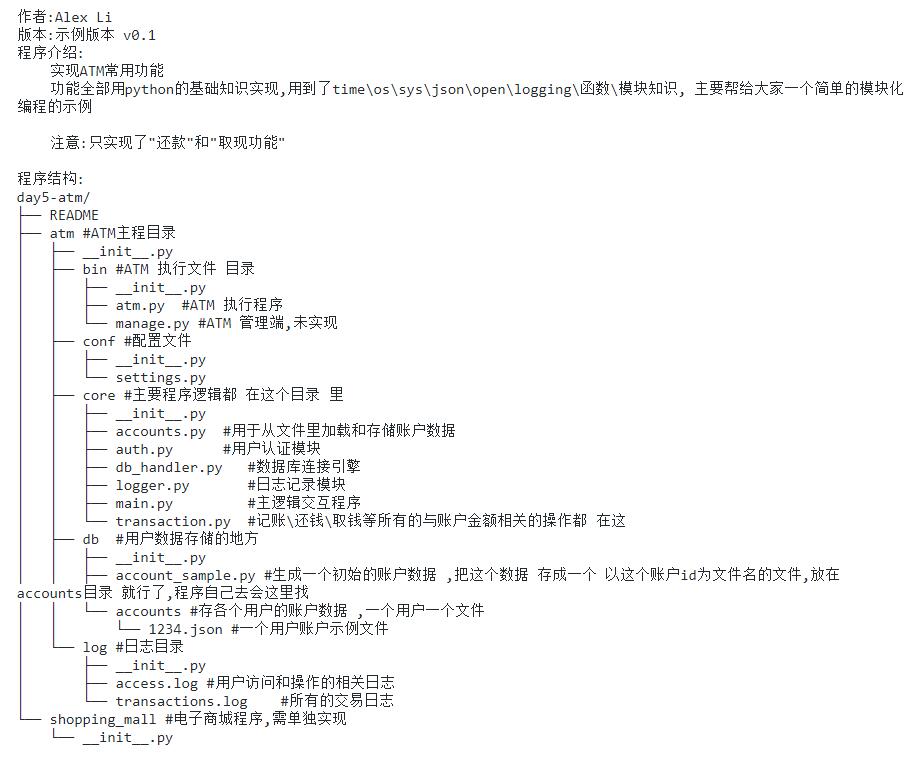 作者:Alex Li
版本:示例版本 v0.1
程序介绍:
    实现ATM常用功能
    功能全部用python的基础知识实现,用到了time\os\sys\json\open\logging\函数\模块知识, 主要帮给大家一个简单的模块化
编程的示例

    注意:只实现了"还款"和"取现功能"

程序结构:
day5-atm/
├── README
├── atm #ATM主程目录
│   ├── __init__.py
│   ├── bin #ATM 执行文件 目录
│   │   ├── __init__.py
│   │   ├── atm.py  #ATM 执行程序
│   │   └── manage.py #ATM 管理端,未实现
│   ├── conf #配置文件
│   │   ├── __init__.py
│   │   └── settings.py
│   ├── core #主要程序逻辑都 在这个目录 里
│   │   ├── __init__.py
│   │   ├── accounts.py  #用于从文件里加载和存储账户数据
│   │   ├── auth.py      #用户认证模块
│   │   ├── db_handler.py   #数据库连接引擎
│   │   ├── logger.py       #日志记录模块
│   │   ├── main.py         #主逻辑交互程序
│   │   └── transaction.py  #记账\还钱\取钱等所有的与账户金额相关的操作都 在这
│   ├── db  #用户数据存储的地方
│   │   ├── __init__.py
│   │   ├── account_sample.py #生成一个初始的账户数据 ,把这个数据 存成一个 以这个账户id为文件名的文件,放在
accounts目录 就行了,程序自己去会这里找
│   │   └── accounts #存各个用户的账户数据 ,一个用户一个文件
│   │       └── 1234.json #一个用户账户示例文件
│   └── log #日志目录
│       ├── __init__.py
│       ├── access.log #用户访问和操作的相关日志
│       └── transactions.log    #所有的交易日志
└── shopping_mall #电子商城程序,需单独实现
    └── __init__.py